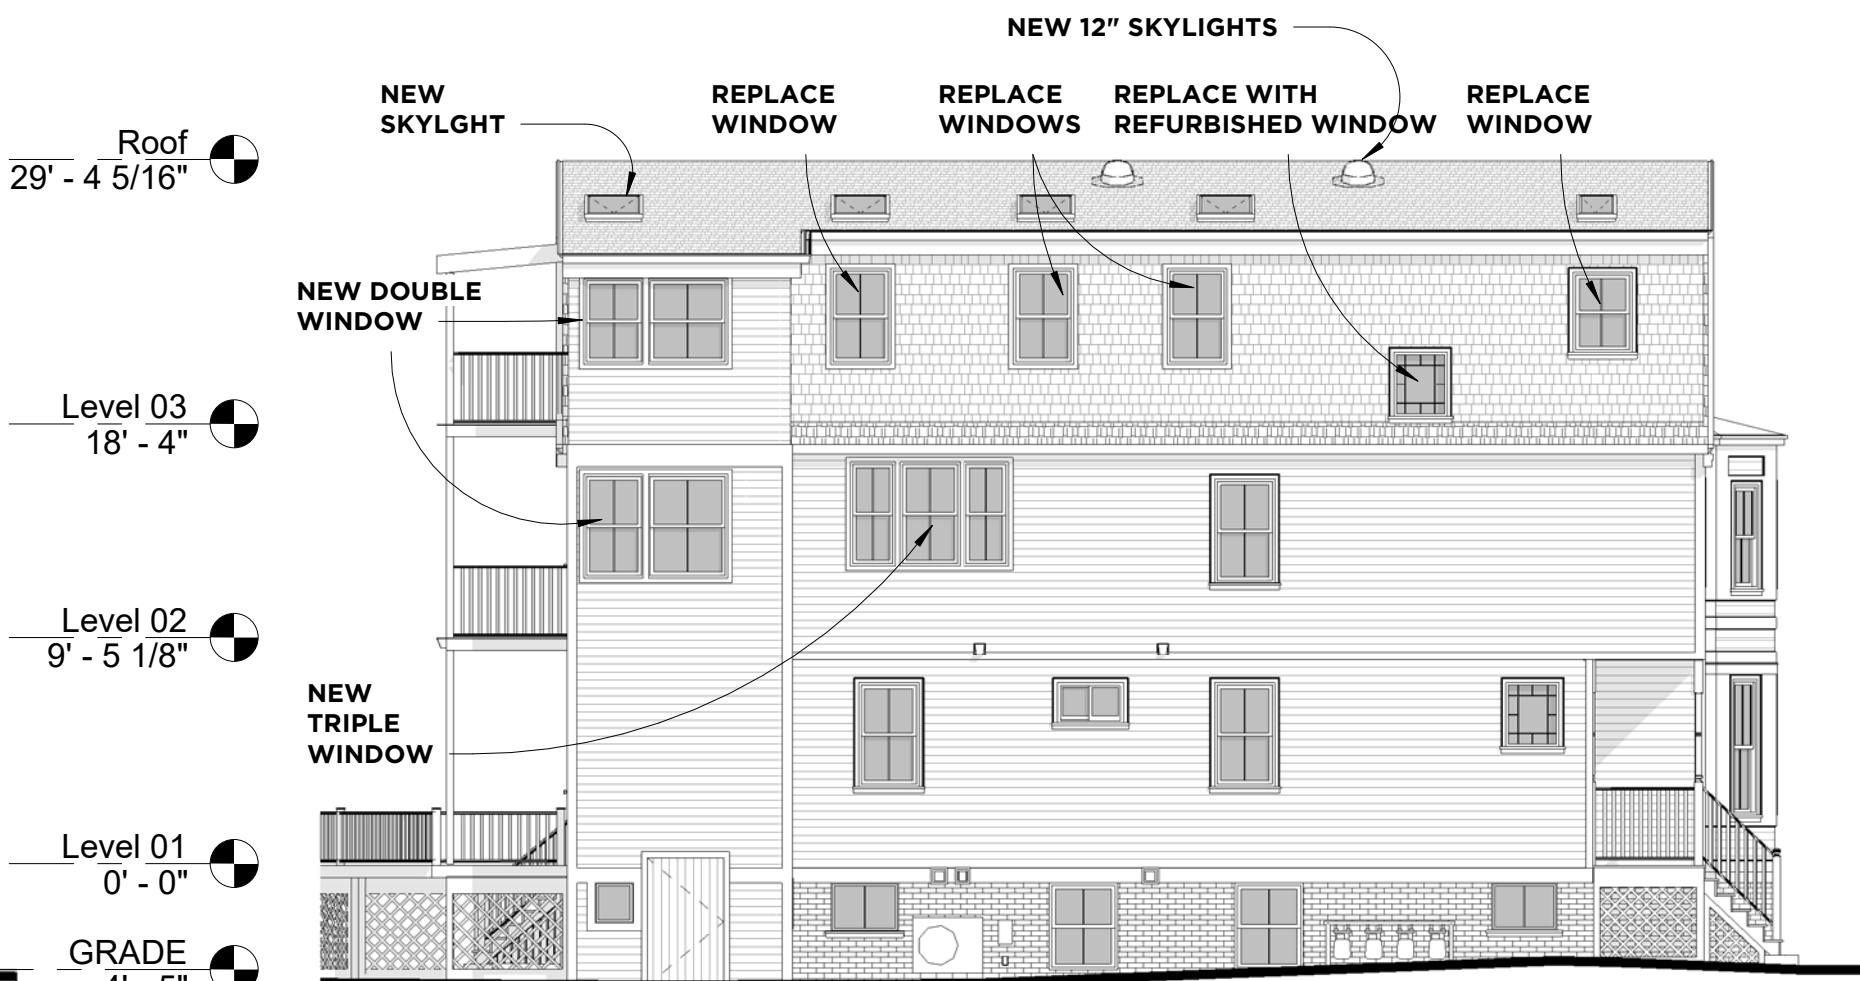 NEW 12" SKYLIGHTS
NEW
SKYLGHT
REPLACE
WINDOW
REPLACE
WINDOWS
REPLACE WITH
REFURBISHED WINDOW
REPLACE
WINDOW
Roof
29' - 4 5/16"
NEW DOUBLE
WINDOW
Level 03
18' - 4"
Level 02
9' - 5 1/8"
NEW
TRIPLE
WINDOW
Level 01
0' - 0"
GRADE